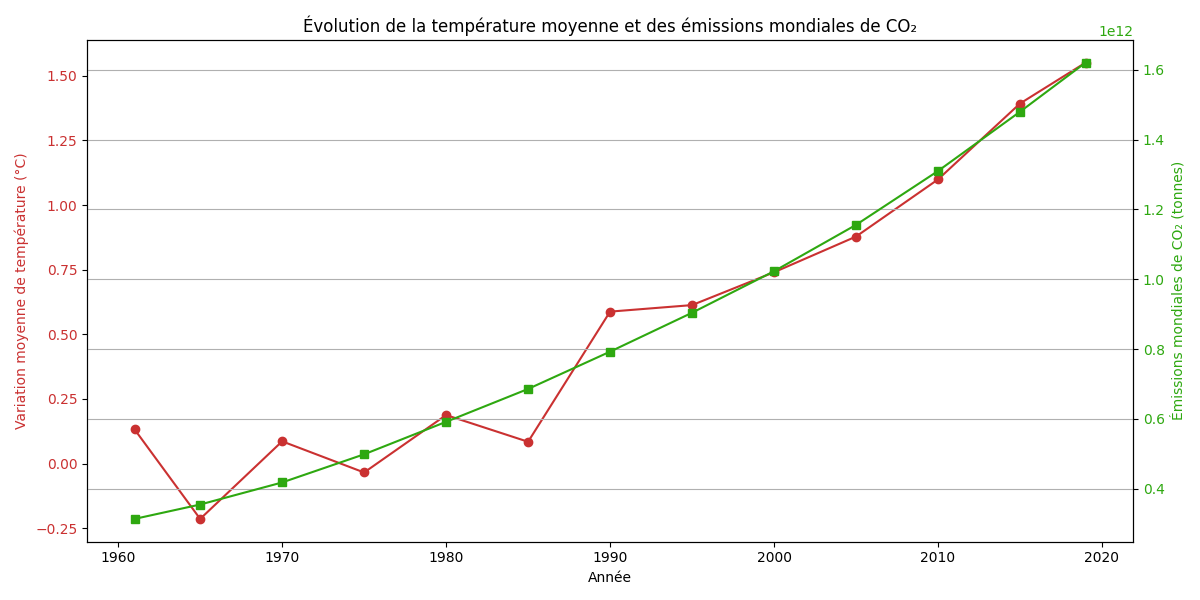 Évolution de la température moyenne et des émissions mondiales de CO₂
1e12
1.50
1.25
1.00
0.75
0.50
0.25
0.00
−0.25
Variation moyenne de température (°C)
1.6
1.4
1.2
1.0
0.8
0.6
0.4
Émissions mondiales de CO₂ (tonnes)
1960 1970 1980 1990 2000 2010 2020
Année